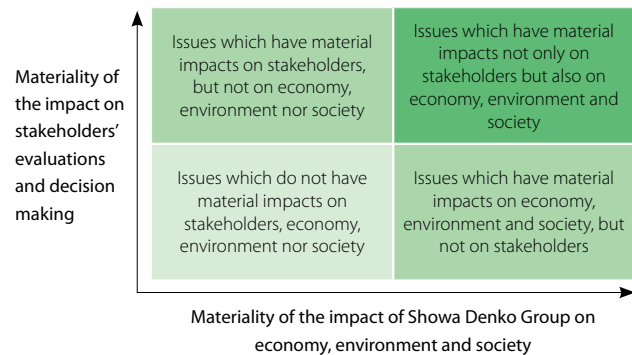 Materiality of
the impact on
stakeholders’
evaluations
and decision
making
Issues which have material
impacts on stakeholders,
but not on economy,
environment nor society
Issues which have material
impacts not only on
stakeholders but also on
economy, environment and
society
Issues which do not have
material impacts on
stakeholders, economy,
environment nor society
Issues which have material
impacts on economy,
environment and society, but
not on stakeholders
Materiality of the impact of Showa Denko Group on
economy, environment and society